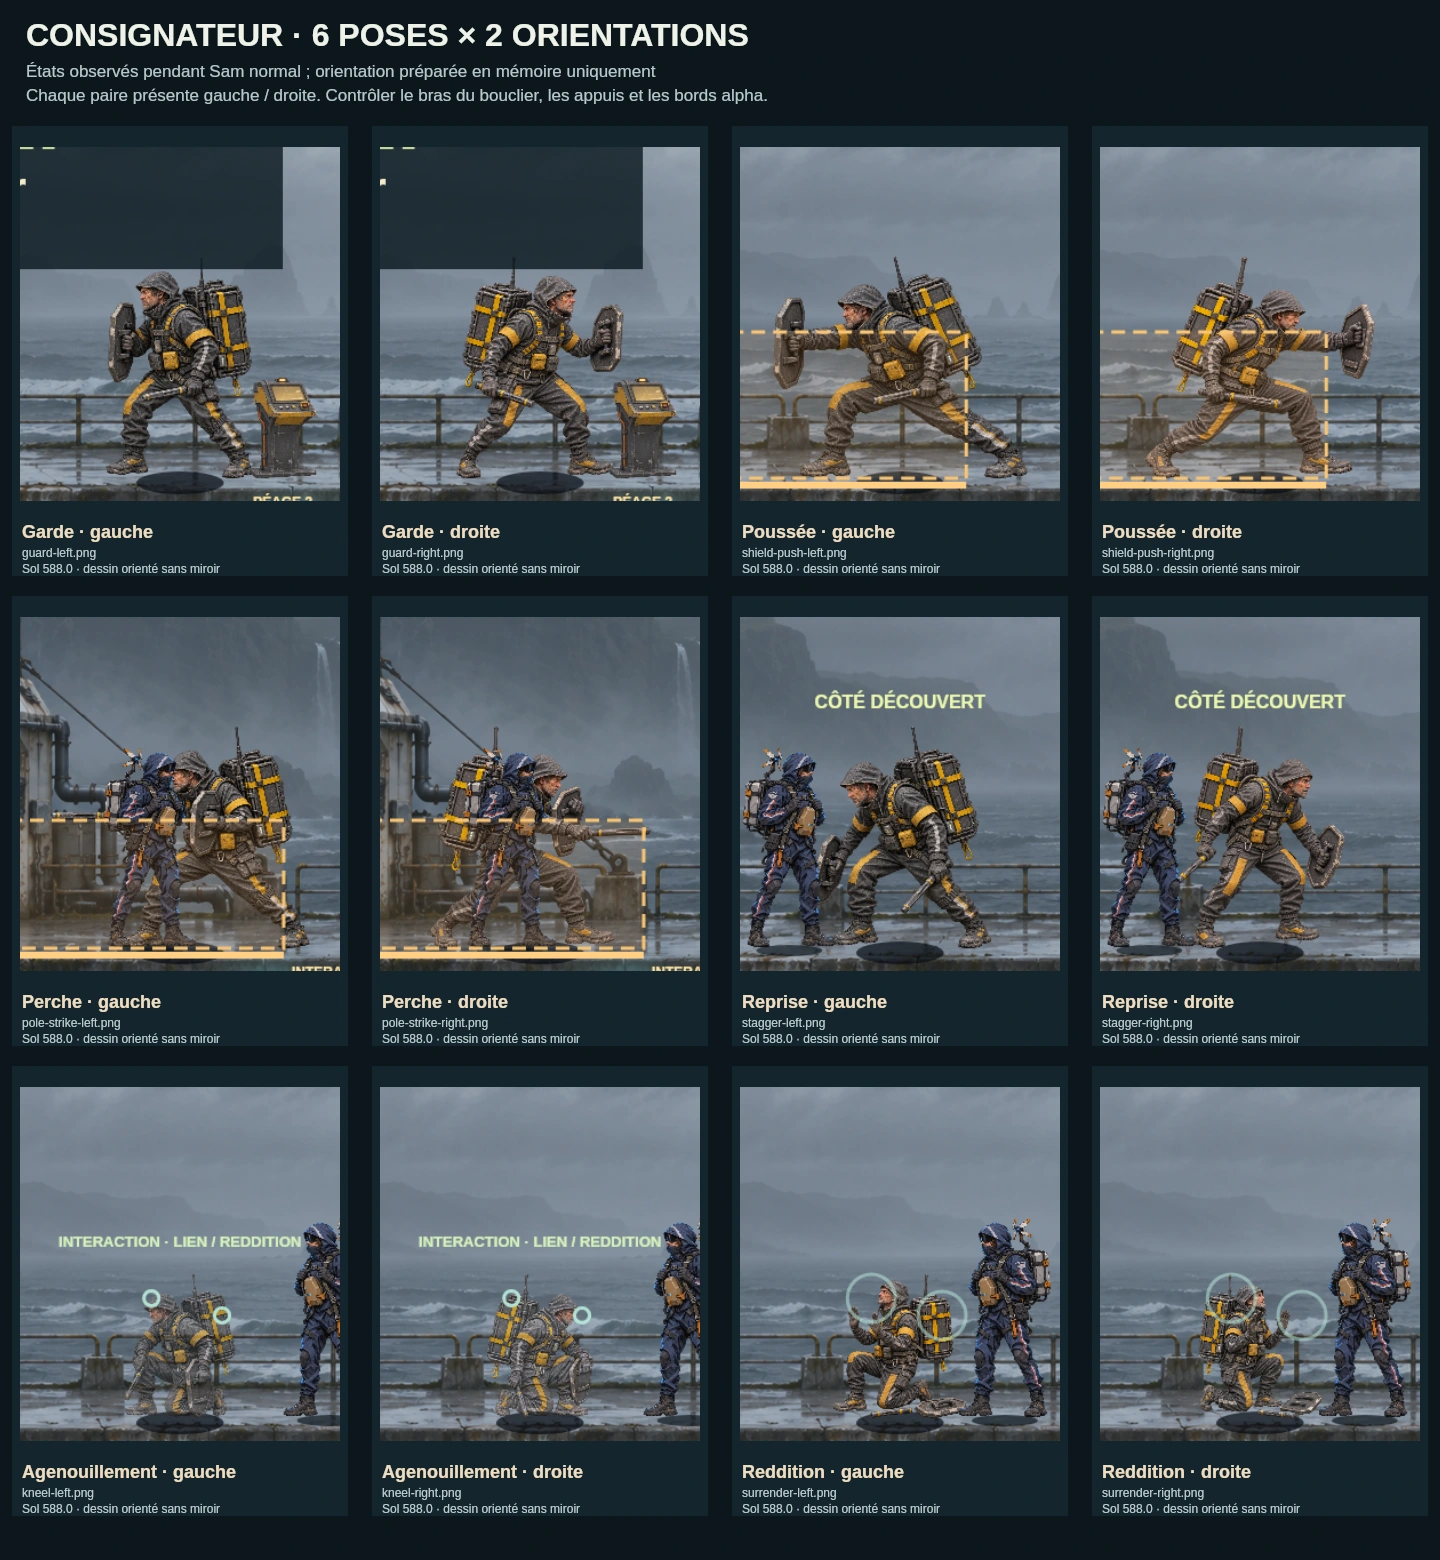 CONSIGNATEUR · 6 POSES × 2 ORIENTATIONS
États observés pendant Sam normal ; orientation préparée en mémoire uniquement
Chaque paire présente gauche / droite. Contrôler le bras du bouclier, les appuis et les bords alpha.
PÉAGE 2
PÉAGE 2
Garde · gauche
guard-left.png
Sol 588.0 · dessin orienté sans miroir
Garde · droite
guard-right.png
Sol 588.0 · dessin orienté sans miroir
Poussée · gauche
shield-push-left.png
Sol 588.0 · dessin orienté sans miroir
Poussée · droite
shield-push-right.png
Sol 588.0 · dessin orienté sans miroir
CÔTÉ DÉCOUVERT
CÔTÉ DÉCOUVERT
INTERA
INTERA
Perche · gauche
pole-strike-left.png
Sol 588.0 · dessin orienté sans miroir
Perche · droite
pole-strike-right.png
Sol 588.0 · dessin orienté sans miroir
Reprise · gauche
stagger-left.png
Sol 588.0 · dessin orienté sans miroir
Reprise · droite
stagger-right.png
Sol 588.0 · dessin orienté sans miroir
INTERACTION · LIEN / REDDITION
INTERACTION · LIEN / REDDITION
Agenouillement · gauche
kneel-left.png
Sol 588.0 · dessin orienté sans miroir
Agenouillement · droite
kneel-right.png
Sol 588.0 · dessin orienté sans miroir
Reddition · gauche
surrender-left.png
Sol 588.0 · dessin orienté sans miroir
Reddition · droite
surrender-right.png
Sol 588.0 · dessin orienté sans miroir